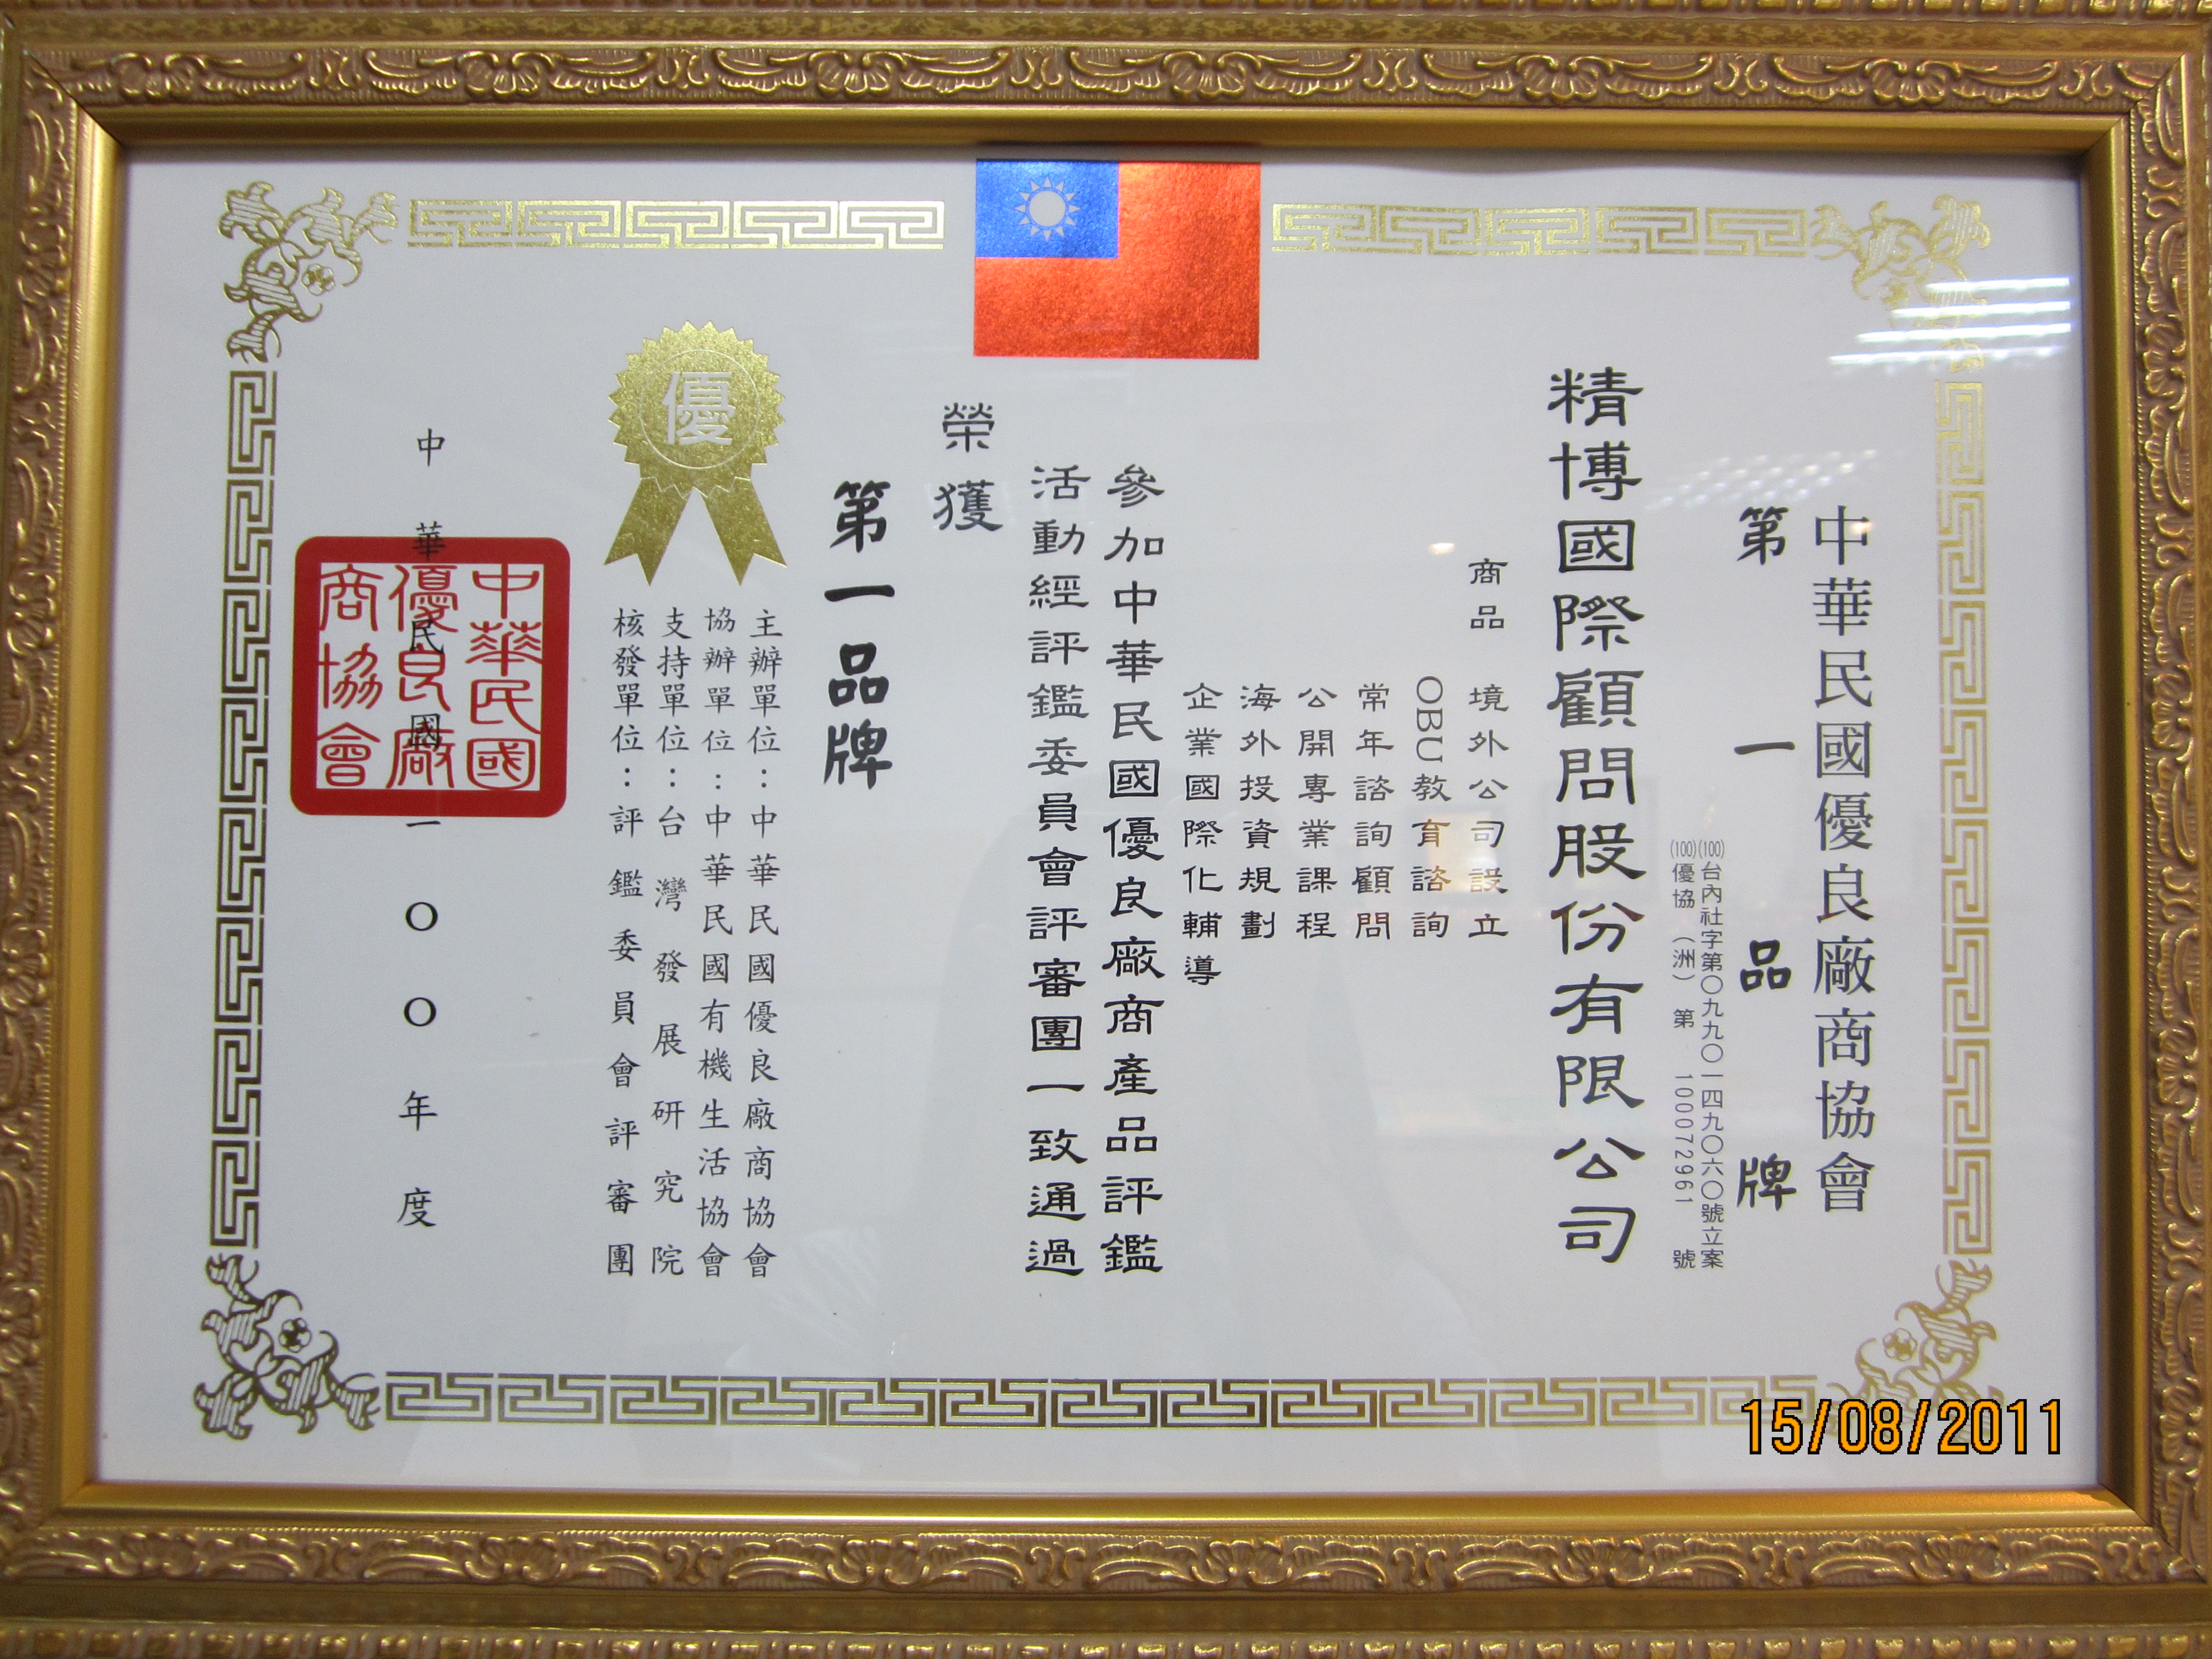 中華民國優良廠商協會
第一品牌
(100)台內社字第〇九九〇一四九〇六〇號立案
(100)優協（洲）第 100072961 號
精博國際顧問股份有限公司
商品 境外公司設立
OBU教育諮詢
常年諮詢顧問
公開專業課程
海外投資規劃
企業國際化輔導
參加中華民國優良廠商產品評鑑
活動經評鑑委員會評審團一致通過
榮獲
第一品牌
優
主辦單位：中華民國優良廠商協會
協辦單位：中華民國有機生活協會
支持單位：台灣發展研究院
核發單位：評鑑委員會評審團
中華民國一〇〇年度
中華民國
優良廠
商協會
15/08/2011